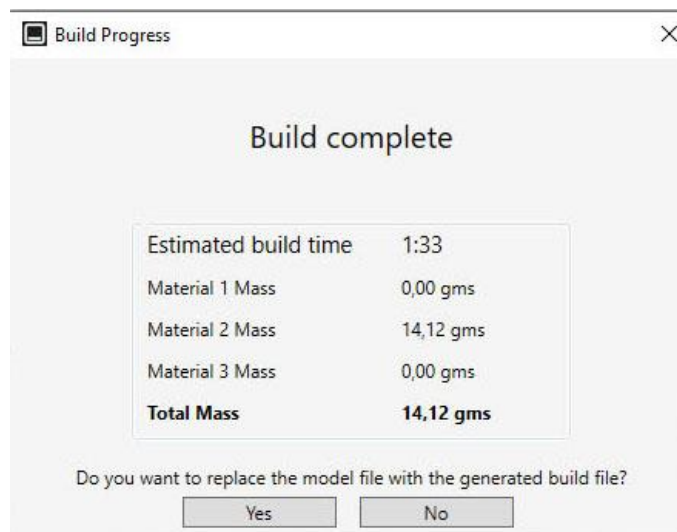 Build Progress
Build complete
Estimated build time 1:33
Material 1 Mass 0,00 gms
Material 2 Mass 14,12 gms
Material 3 Mass 0,00 gms
Total Mass 14,12 gms
Do you want to replace the model file with the generated build file?
Yes No